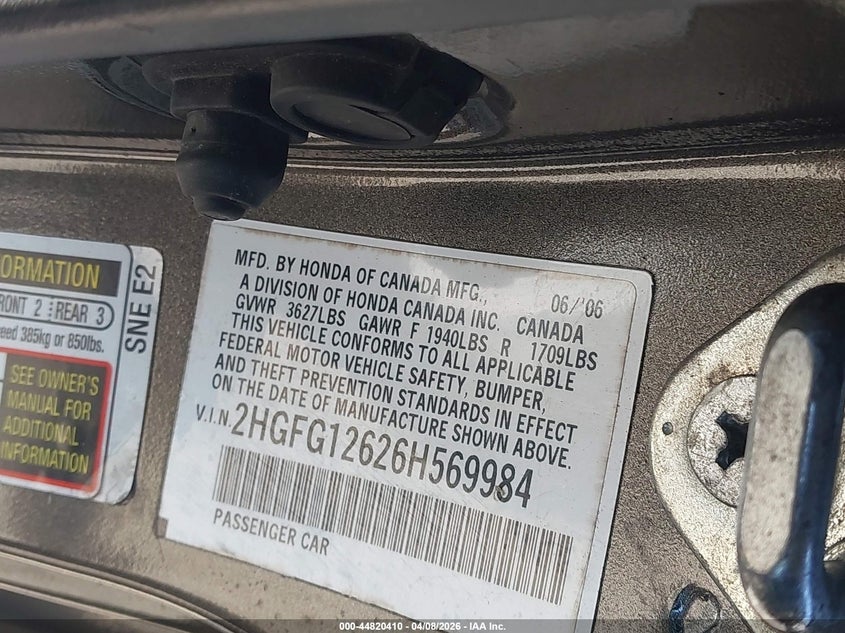 ORMATION
RONT 2 REAR 3
eed 385kg or 850lbs.
SEE OWNER'S
MANUAL FOR
ADDITIONAL
INFORMATION
SNE E2
MFD. BY HONDA OF CANADA MFG., 06/'06
A DIVISION OF HONDA CANADA INC. CANADA
GVWR 3627LBS GAWR F 1940LBS R 1709LBS
THIS VEHICLE CONFORMS TO ALL APPLICABLE
FEDERAL MOTOR VEHICLE SAFETY, BUMPER,
AND THEFT PREVENTION STANDARDS IN EFFECT
ON THE DATE OF MANUFACTURE SHOWN ABOVE.
V.I.N. 2HGFG12626H569984
PASSENGER CAR
000-44820410 - 04/08/2026 - IAA Inc.